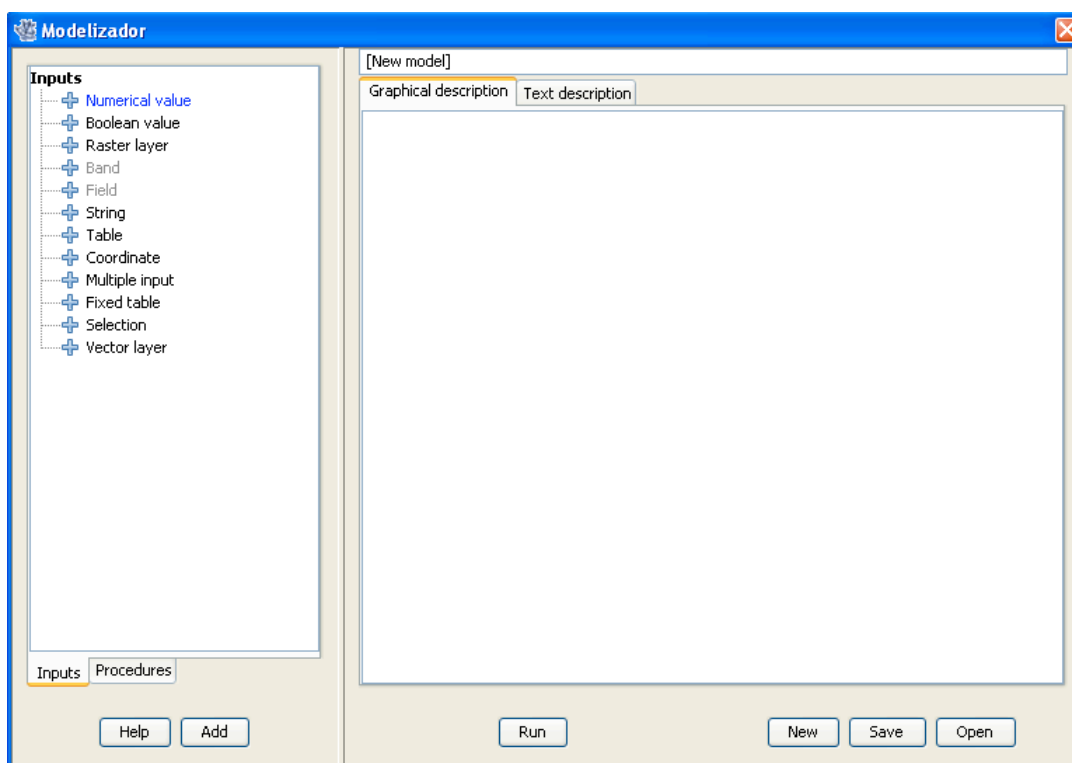 Modelizador
Inputs
Numerical value
Boolean value
Raster layer
Band
Field
String
Table
Coordinate
Multiple input
Fixed table
Selection
Vector layer
Inputs Procedures
Help Add
[New model]
Graphical description Text description
Run New Save Open